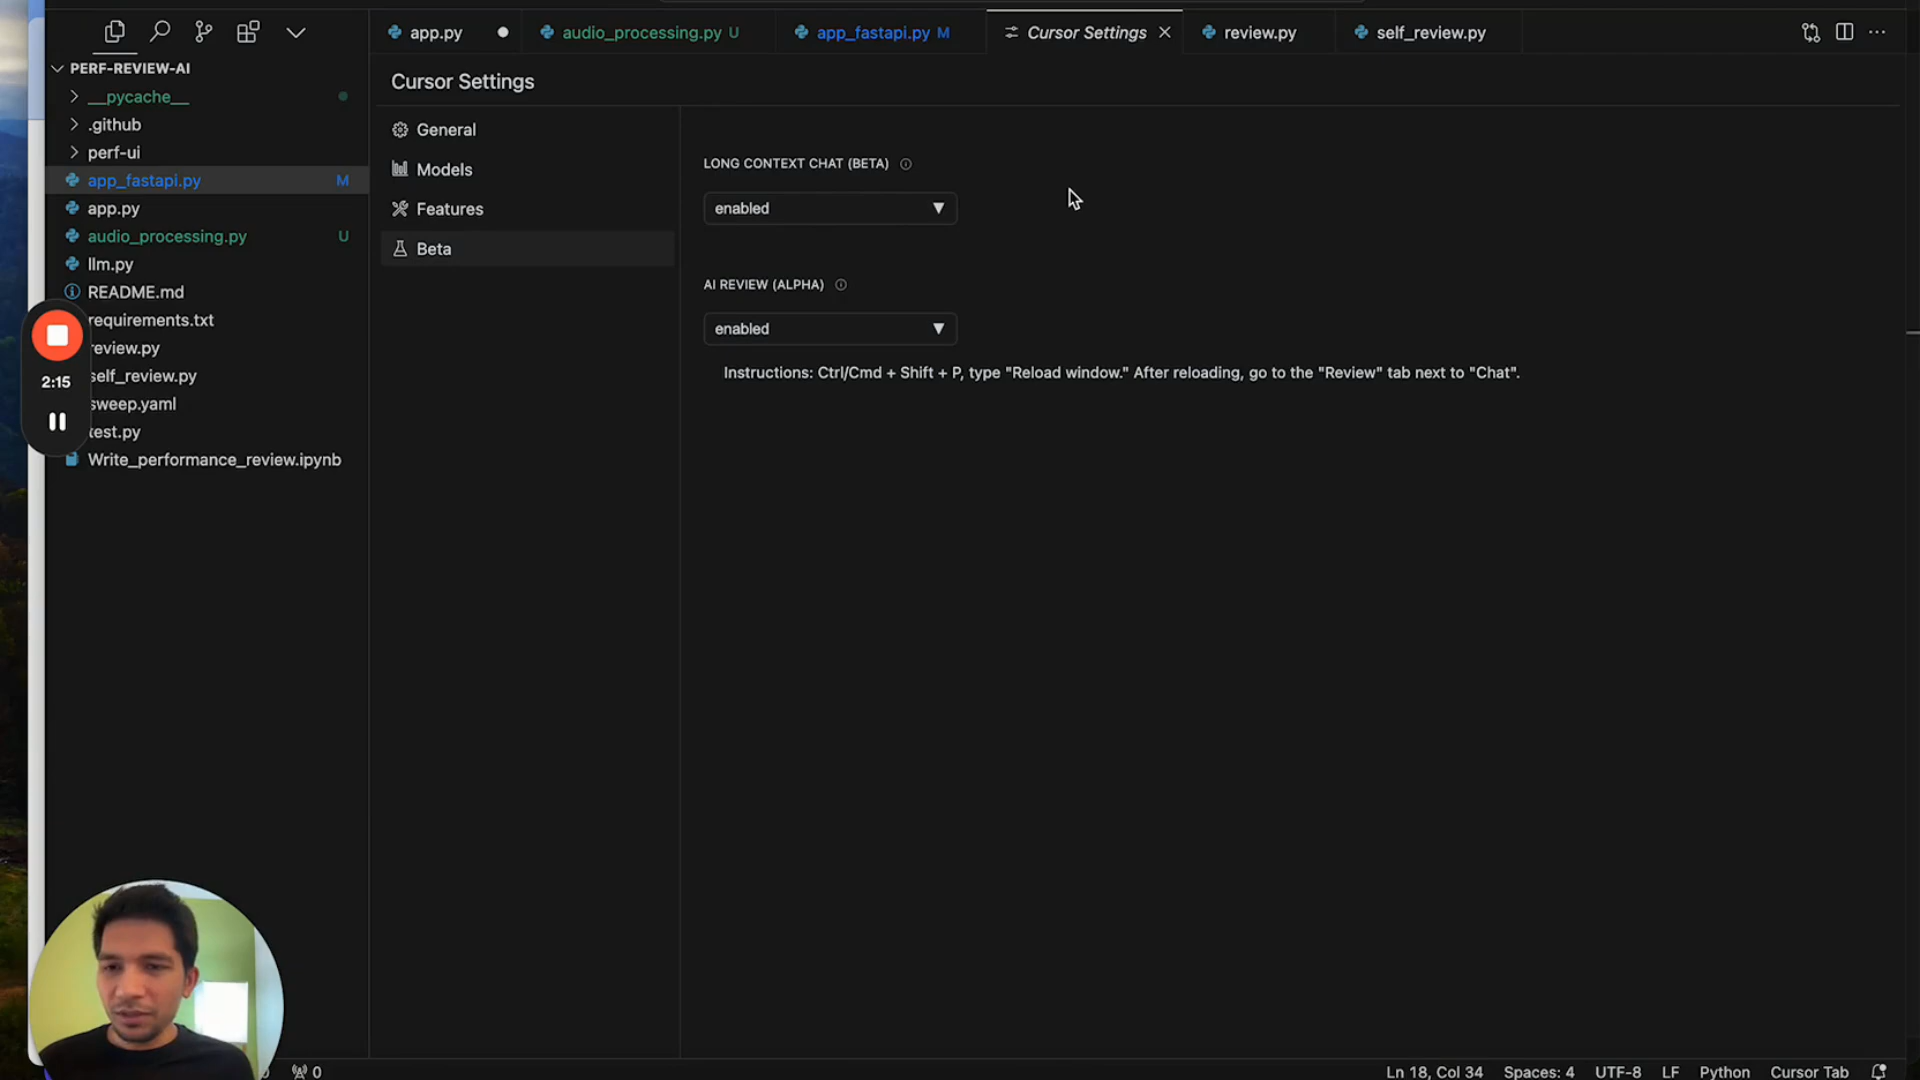 app.py
audio_processing.py U
app_fastapi.py M
Cursor Settings
review.py
self_review.py
PERF-REVIEW-AI
__pycache__
.github
perf-ui
app_fastapi.py M
app.py
audio_processing.py U
llm.py
README.md
requirements.txt
review.py
self_review.py
sweep.yaml
test.py
Write_performance_review.ipynb
2:15
Cursor Settings
General
Models
Features
Beta
LONG CONTEXT CHAT (BETA)
enabled
AI REVIEW (ALPHA)
enabled
Instructions: Ctrl/Cmd + Shift + P, type "Reload window." After reloading, go to the "Review" tab next to "Chat".
0
Ln 18, Col 34
Spaces: 4
UTF-8
LF
Python
Cursor Tab